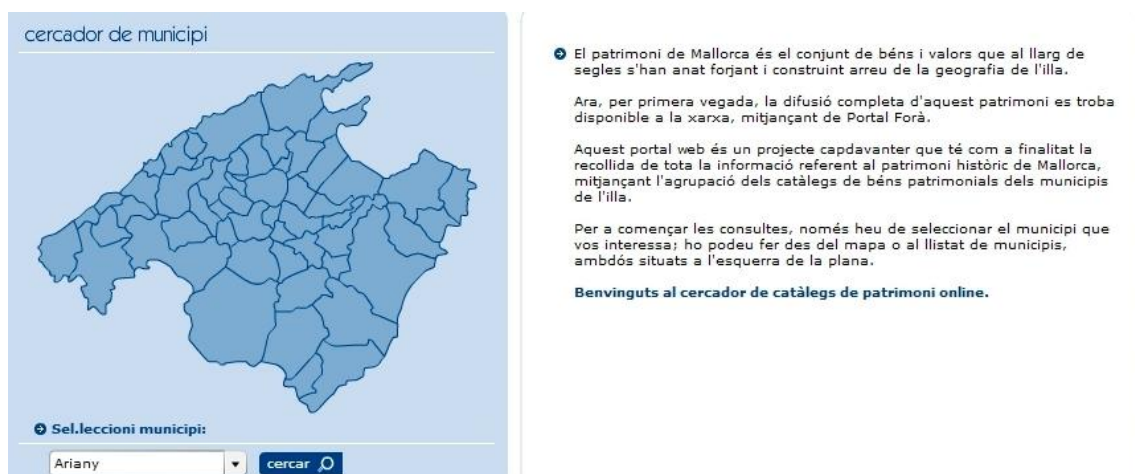 cercador de municipi
Sel.leccioni municipi:
Ariany
cercar
El patrimoni de Mallorca és el conjunt de béns i valors que al llarg de
segles s'han anat forjant i construint arreu de la geografia de l'illa.
Ara, per primera vegada, la difusió completa d'aquest patrimoni es troba
disponible a la xarxa, mitjançant de Portal Forà.
Aquest portal web és un projecte capdavanter que té com a finalitat la
recollida de tota la informació referent al patrimoni històric de Mallorca,
mitjançant l'agrupació dels catàlegs de béns patrimonials dels municipis
de l'illa.
Per a començar les consultes, només heu de seleccionar el municipi que
vos interessa; ho podeu fer des del mapa o al llistat de municipis,
ambdós situats a l'esquerra de la plana.
Benvinguts al cercador de catàlegs de patrimoni online.